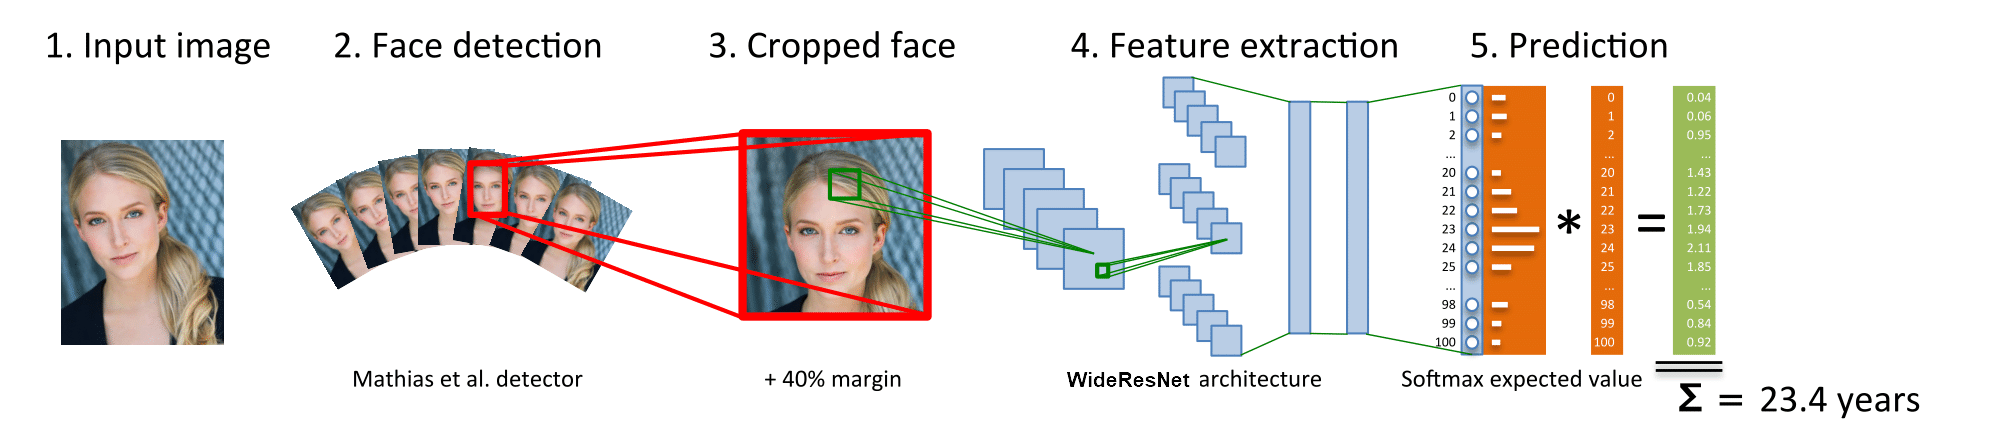 1. Input image
2. Face detection
3. Cropped face
4. Feature extraction
5. Prediction
0 0 0.04
1 1 0.06
2 2 0.95
... ... ...
20 20 1.43
21 21 1.22
22 22 1.73
23 * 23 = 1.94
24 24 2.11
25 25 1.85
... ... ...
98 98 0.54
99 99 0.84
100 100 0.92
Mathias et al. detector
+ 40% margin
WideResNet architecture
Softmax expected value
Σ = 23.4 years